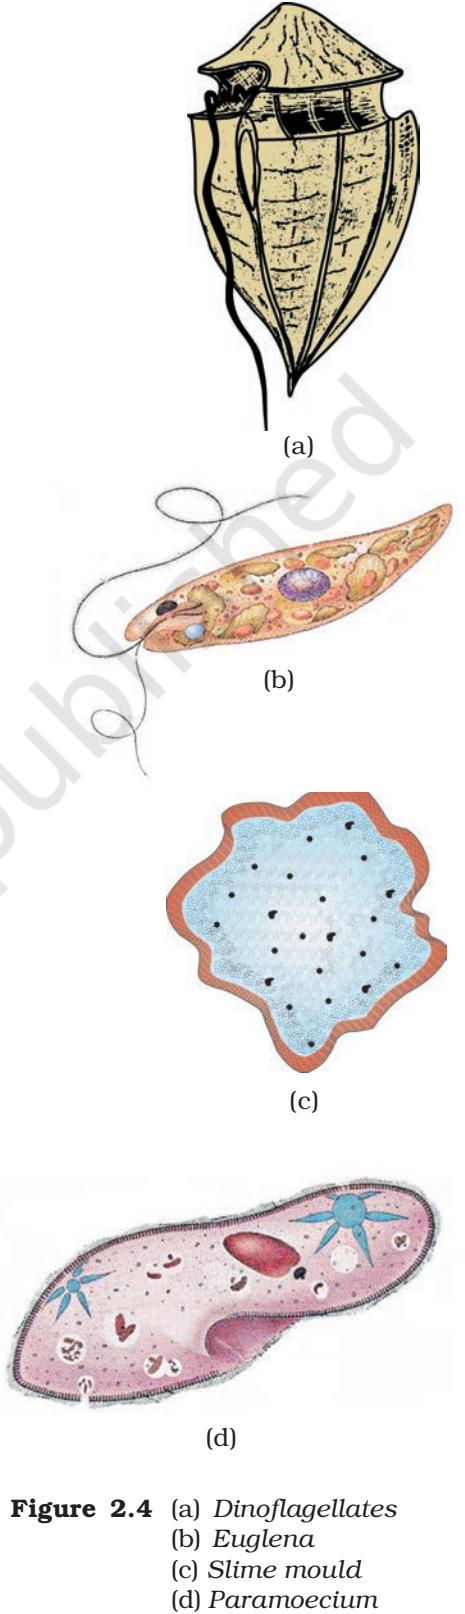 (a)
(b)
(c)
(d)
Figure 2.4 (a) Dinoflagellates
(b) Euglena
(c) Slime mould
(d) Paramoecium
published